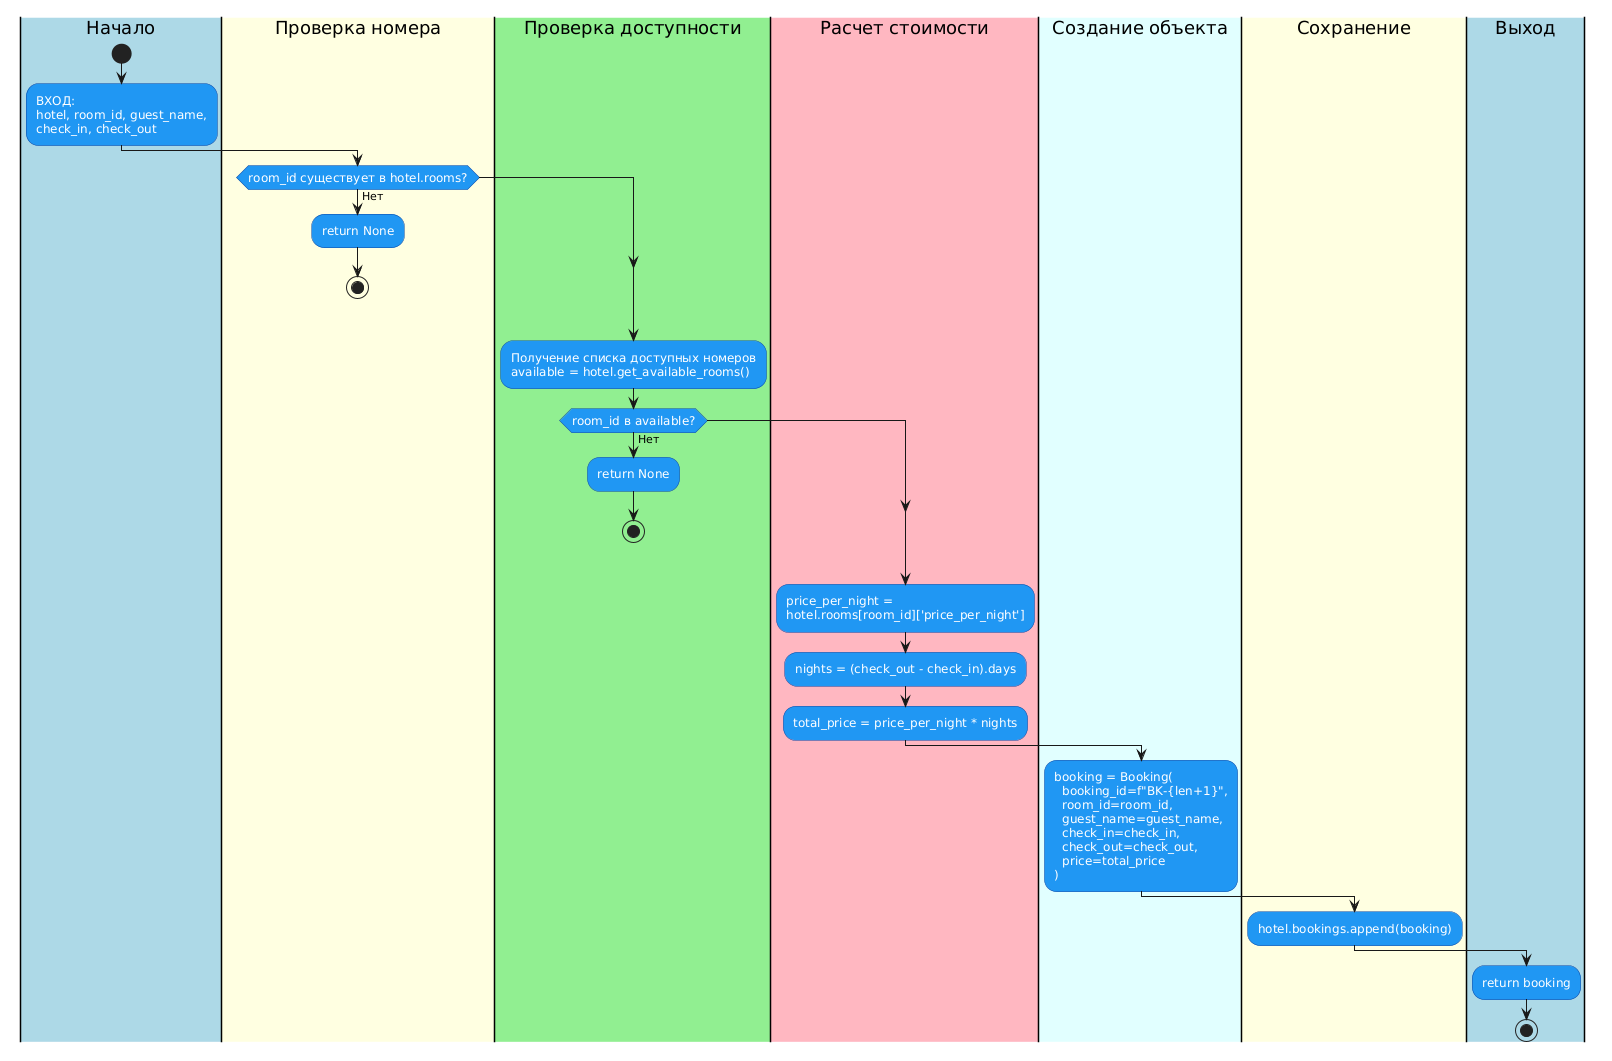 Начало
Проверка номера
Проверка доступности
Расчет стоимости
Создание объекта
Сохранение
Выход
ВХОД:
hotel, room_id, guest_name,
check_in, check_out
room_id существует в hotel.rooms?
Нет
return None
Получение списка доступных номеров
available = hotel.get_available_rooms()
room_id в available?
Нет
return None
price_per_night =
hotel.rooms[room_id]['price_per_night']
nights = (check_out - check_in).days
total_price = price_per_night * nights
booking = Booking(
  booking_id=f"BK-{len+1}",
  room_id=room_id,
  guest_name=guest_name,
  check_in=check_in,
  check_out=check_out,
  price=total_price
)
hotel.bookings.append(booking)
return booking